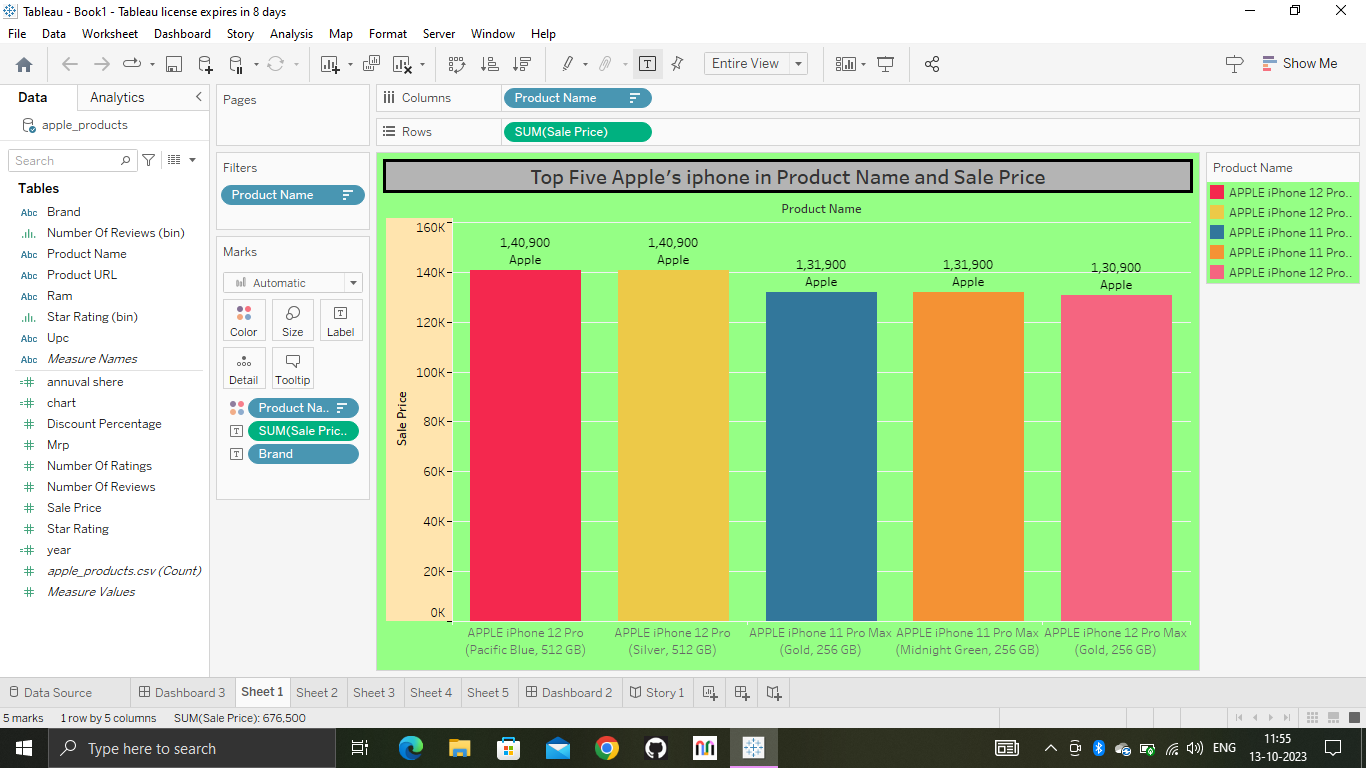 Tableau - Book1 - Tableau license expires in 8 days
File Data Worksheet Dashboard Story Analysis Map Format Server Window Help
Entire View
Show Me
Data Analytics
apple_products
Search
Tables
Abc Brand
Number Of Reviews (bin)
Abc Product Name
Abc Product URL
Abc Ram
Star Rating (bin)
Abc Upc
Abc Measure Names
annuval shere
chart
Discount Percentage
Mrp
Number Of Ratings
Number Of Reviews
Sale Price
Star Rating
year
apple_products.csv (Count)
Measure Values
Pages
Filters
Product Name
Marks
Automatic
Color Size Label
Detail Tooltip
Product Na..
SUM(Sale Pric..
Brand
Columns Product Name
Rows SUM(Sale Price)
Top Five Apple's iphone in Product Name and Sale Price
Product Name
Sale Price
160K
140K
120K
100K
80K
60K
40K
20K
0K
1,40,900
Apple
1,40,900
Apple
1,31,900
Apple
1,31,900
Apple
1,30,900
Apple
APPLE iPhone 12 Pro
(Pacific Blue, 512 GB)
APPLE iPhone 12 Pro
(Silver, 512 GB)
APPLE iPhone 11 Pro Max
(Gold, 256 GB)
APPLE iPhone 11 Pro Max
(Midnight Green, 256 GB)
APPLE iPhone 12 Pro Max
(Gold, 256 GB)
Product Name
APPLE iPhone 12 Pro..
APPLE iPhone 12 Pro..
APPLE iPhone 11 Pro..
APPLE iPhone 11 Pro..
APPLE iPhone 12 Pro..
Data Source Dashboard 3 Sheet 1 Sheet 2 Sheet 3 Sheet 4 Sheet 5 Dashboard 2 Story 1
5 marks 1 row by 5 columns SUM(Sale Price): 676,500
Type here to search
ENG
11:55
13-10-2023